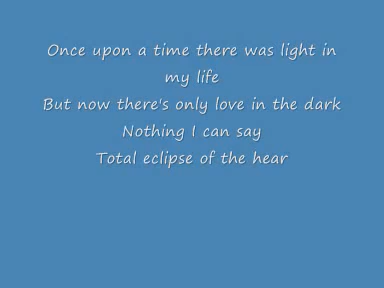 Once upon a time there was light in
my life
But now there's only love in the dark
Nothing I can say
Total eclipse of the hear